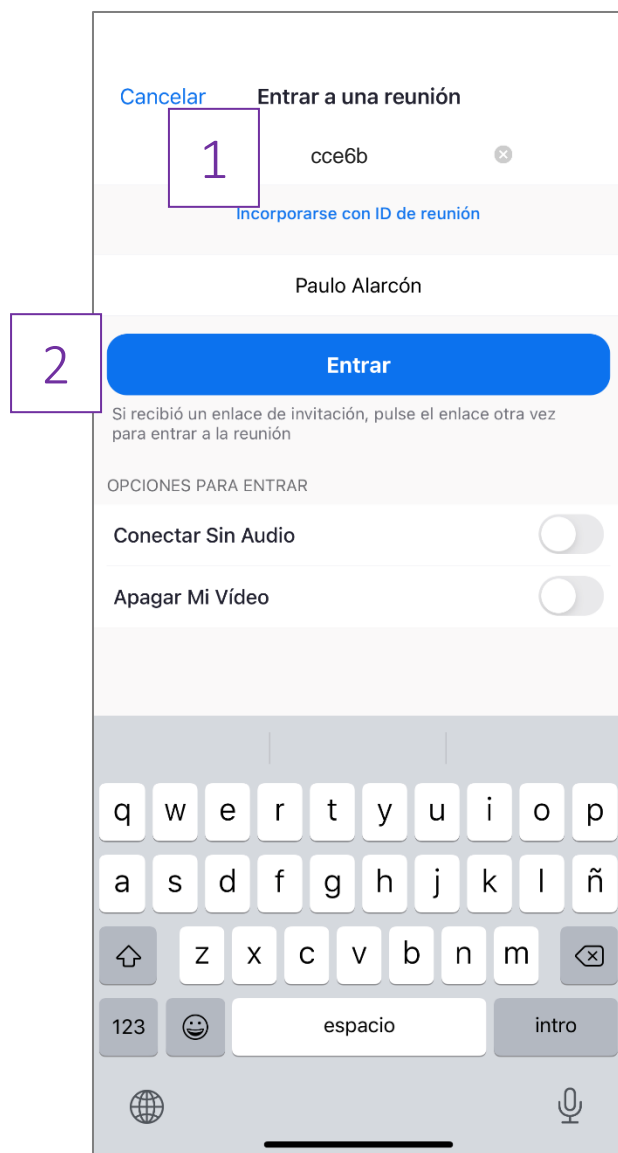 Cancelar Entrar a una reunión
1
cce6b
Incorporarse con ID de reunión
Paulo Alarcón
2
Entrar
Si recibió un enlace de invitación, pulse el enlace otra vez
para entrar a la reunión
OPCIONES PARA ENTRAR
Conectar Sin Audio
Apagar Mi Vídeo
q w e r t y u i o p
a s d f g h j k l ñ
z x c v b n m
123 espacio intro